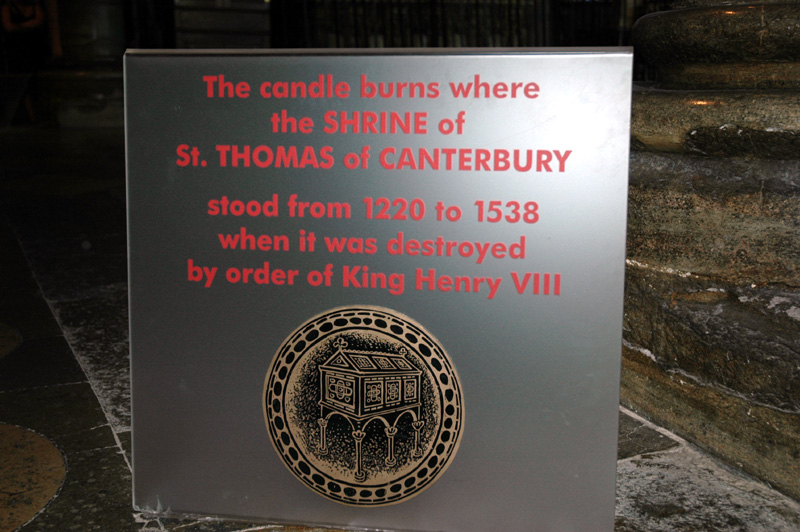 The candle burns where
the SHRINE of
St. THOMAS of CANTERBURY
stood from 1220 to 1538
when it was destroyed
by order of King Henry VIII